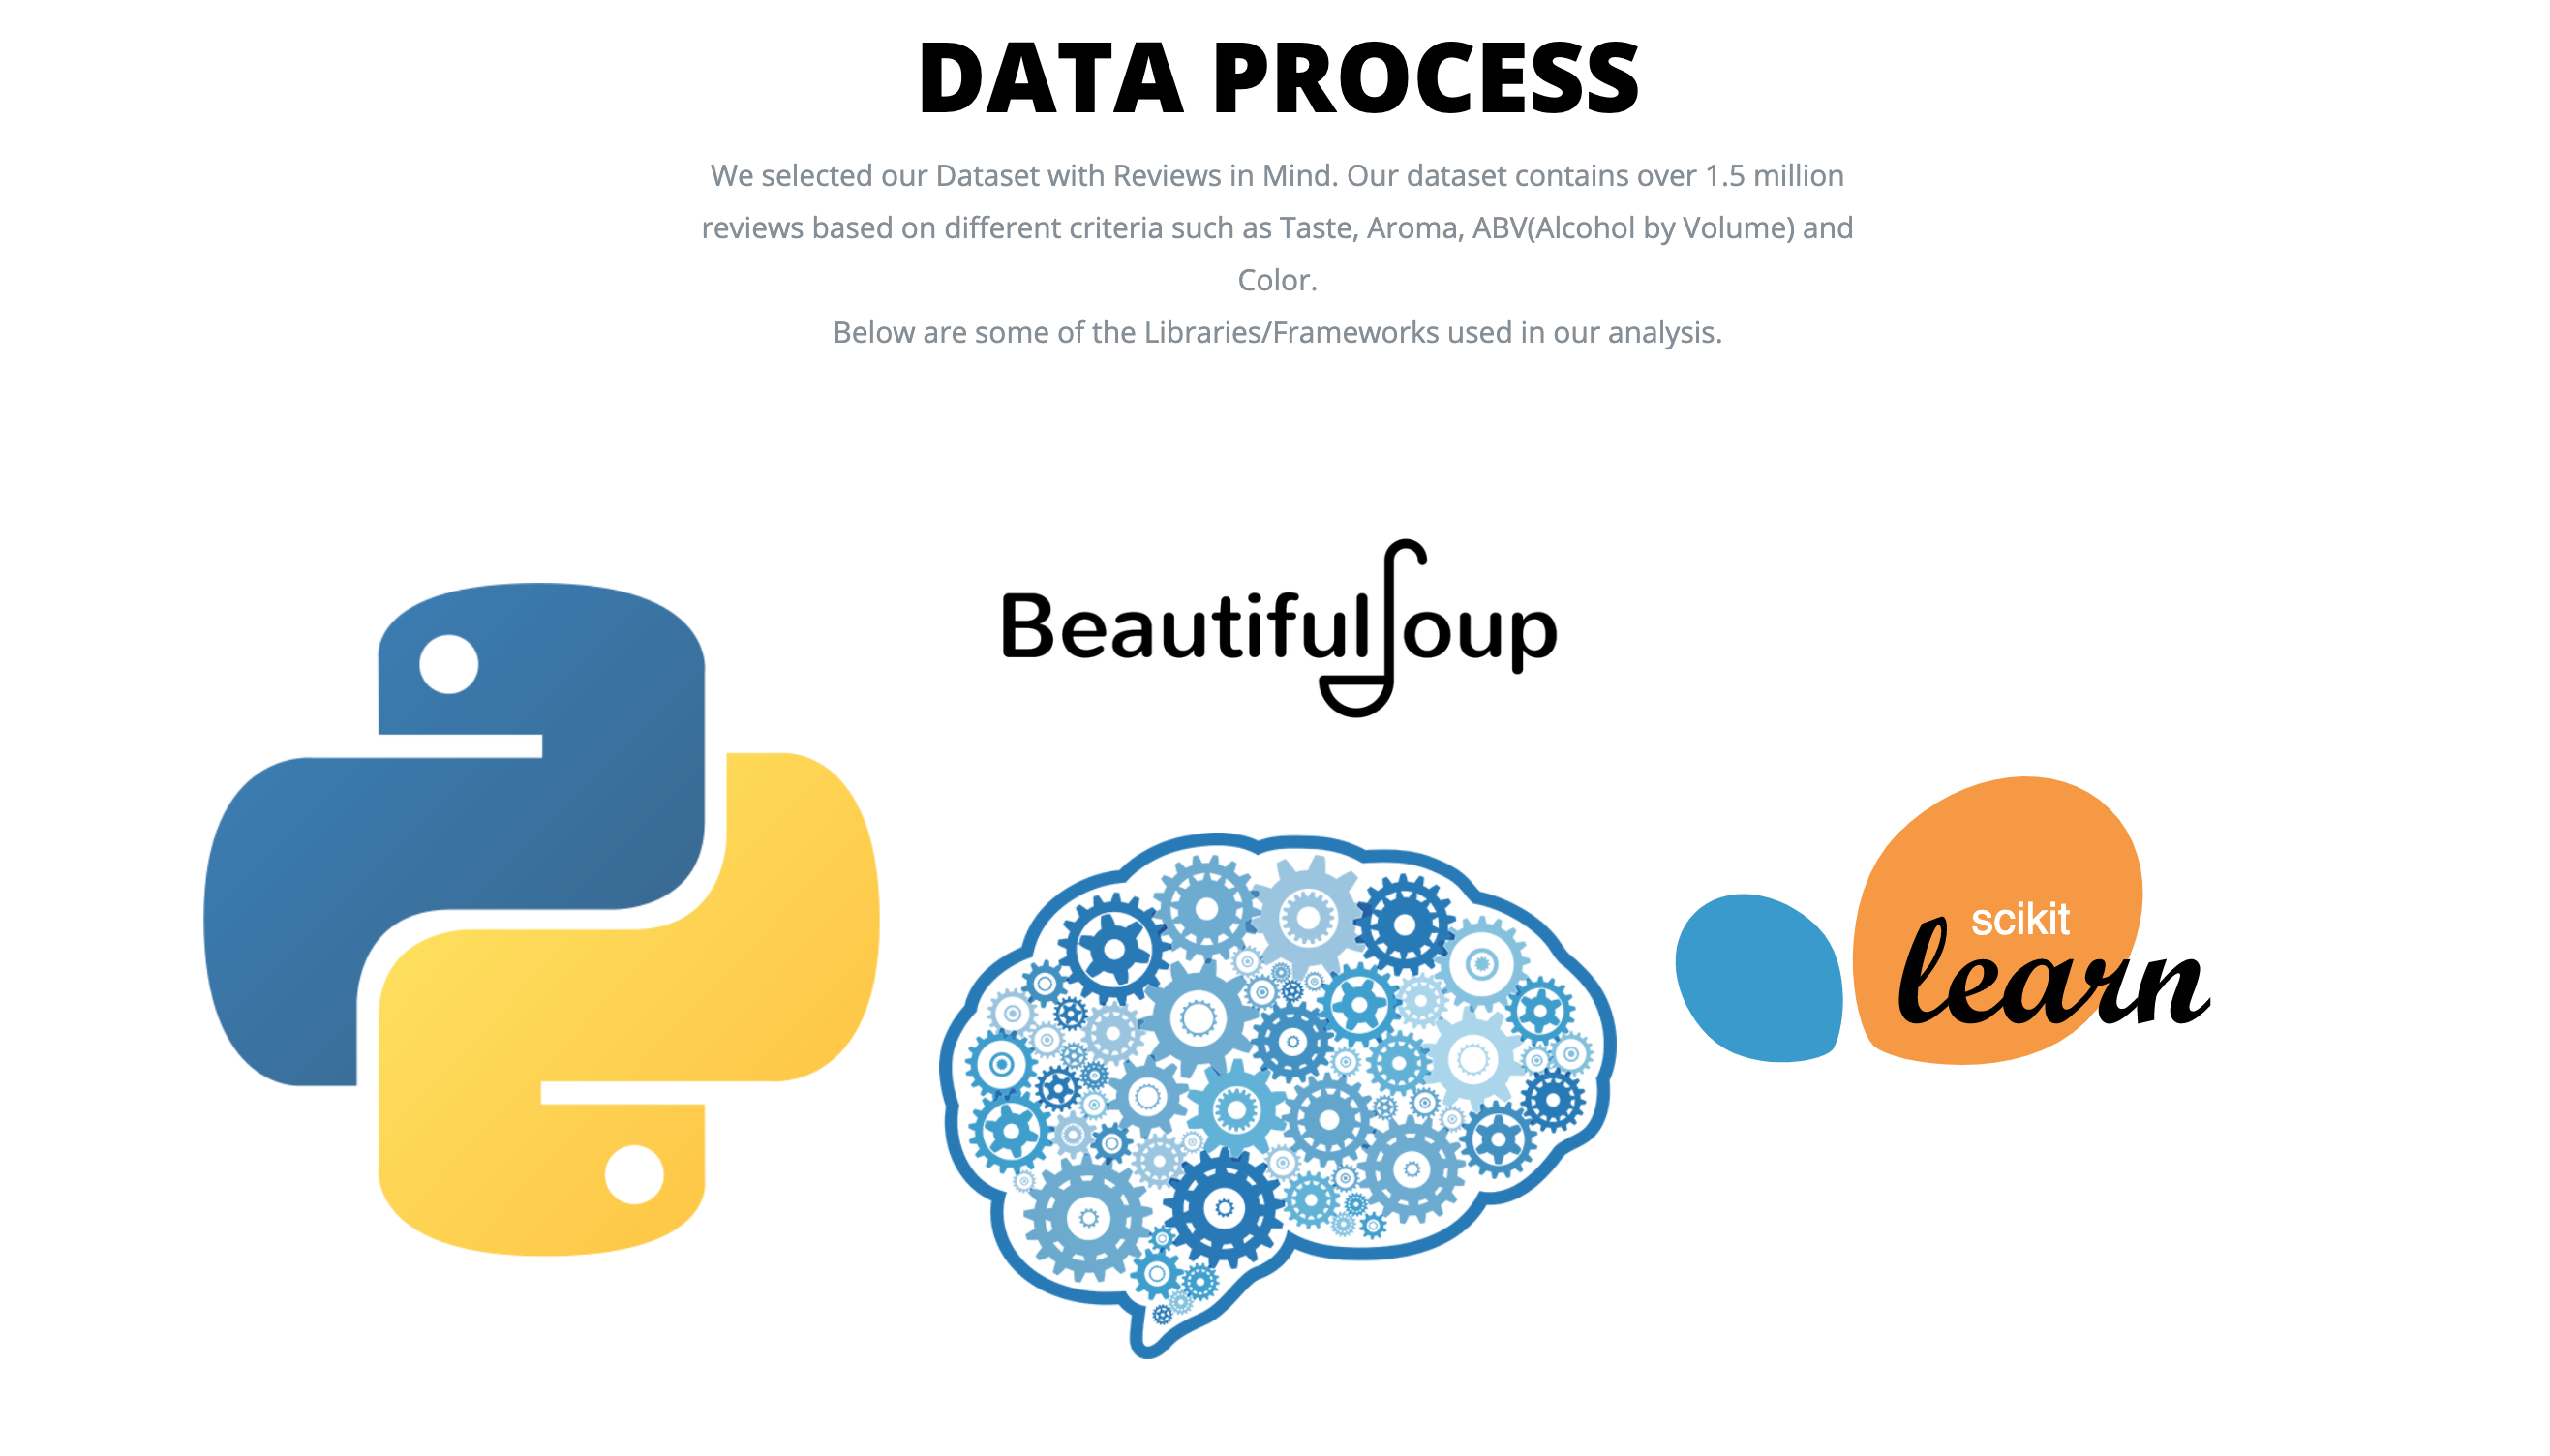 DATA PROCESS
We selected our Dataset with Reviews in Mind. Our dataset contains over 1.5 million
reviews based on different criteria such as Taste, Aroma, ABV(Alcohol by Volume) and
Color.
Below are some of the Libraries/Frameworks used in our analysis.
BeautifulSoup
scikit
learn